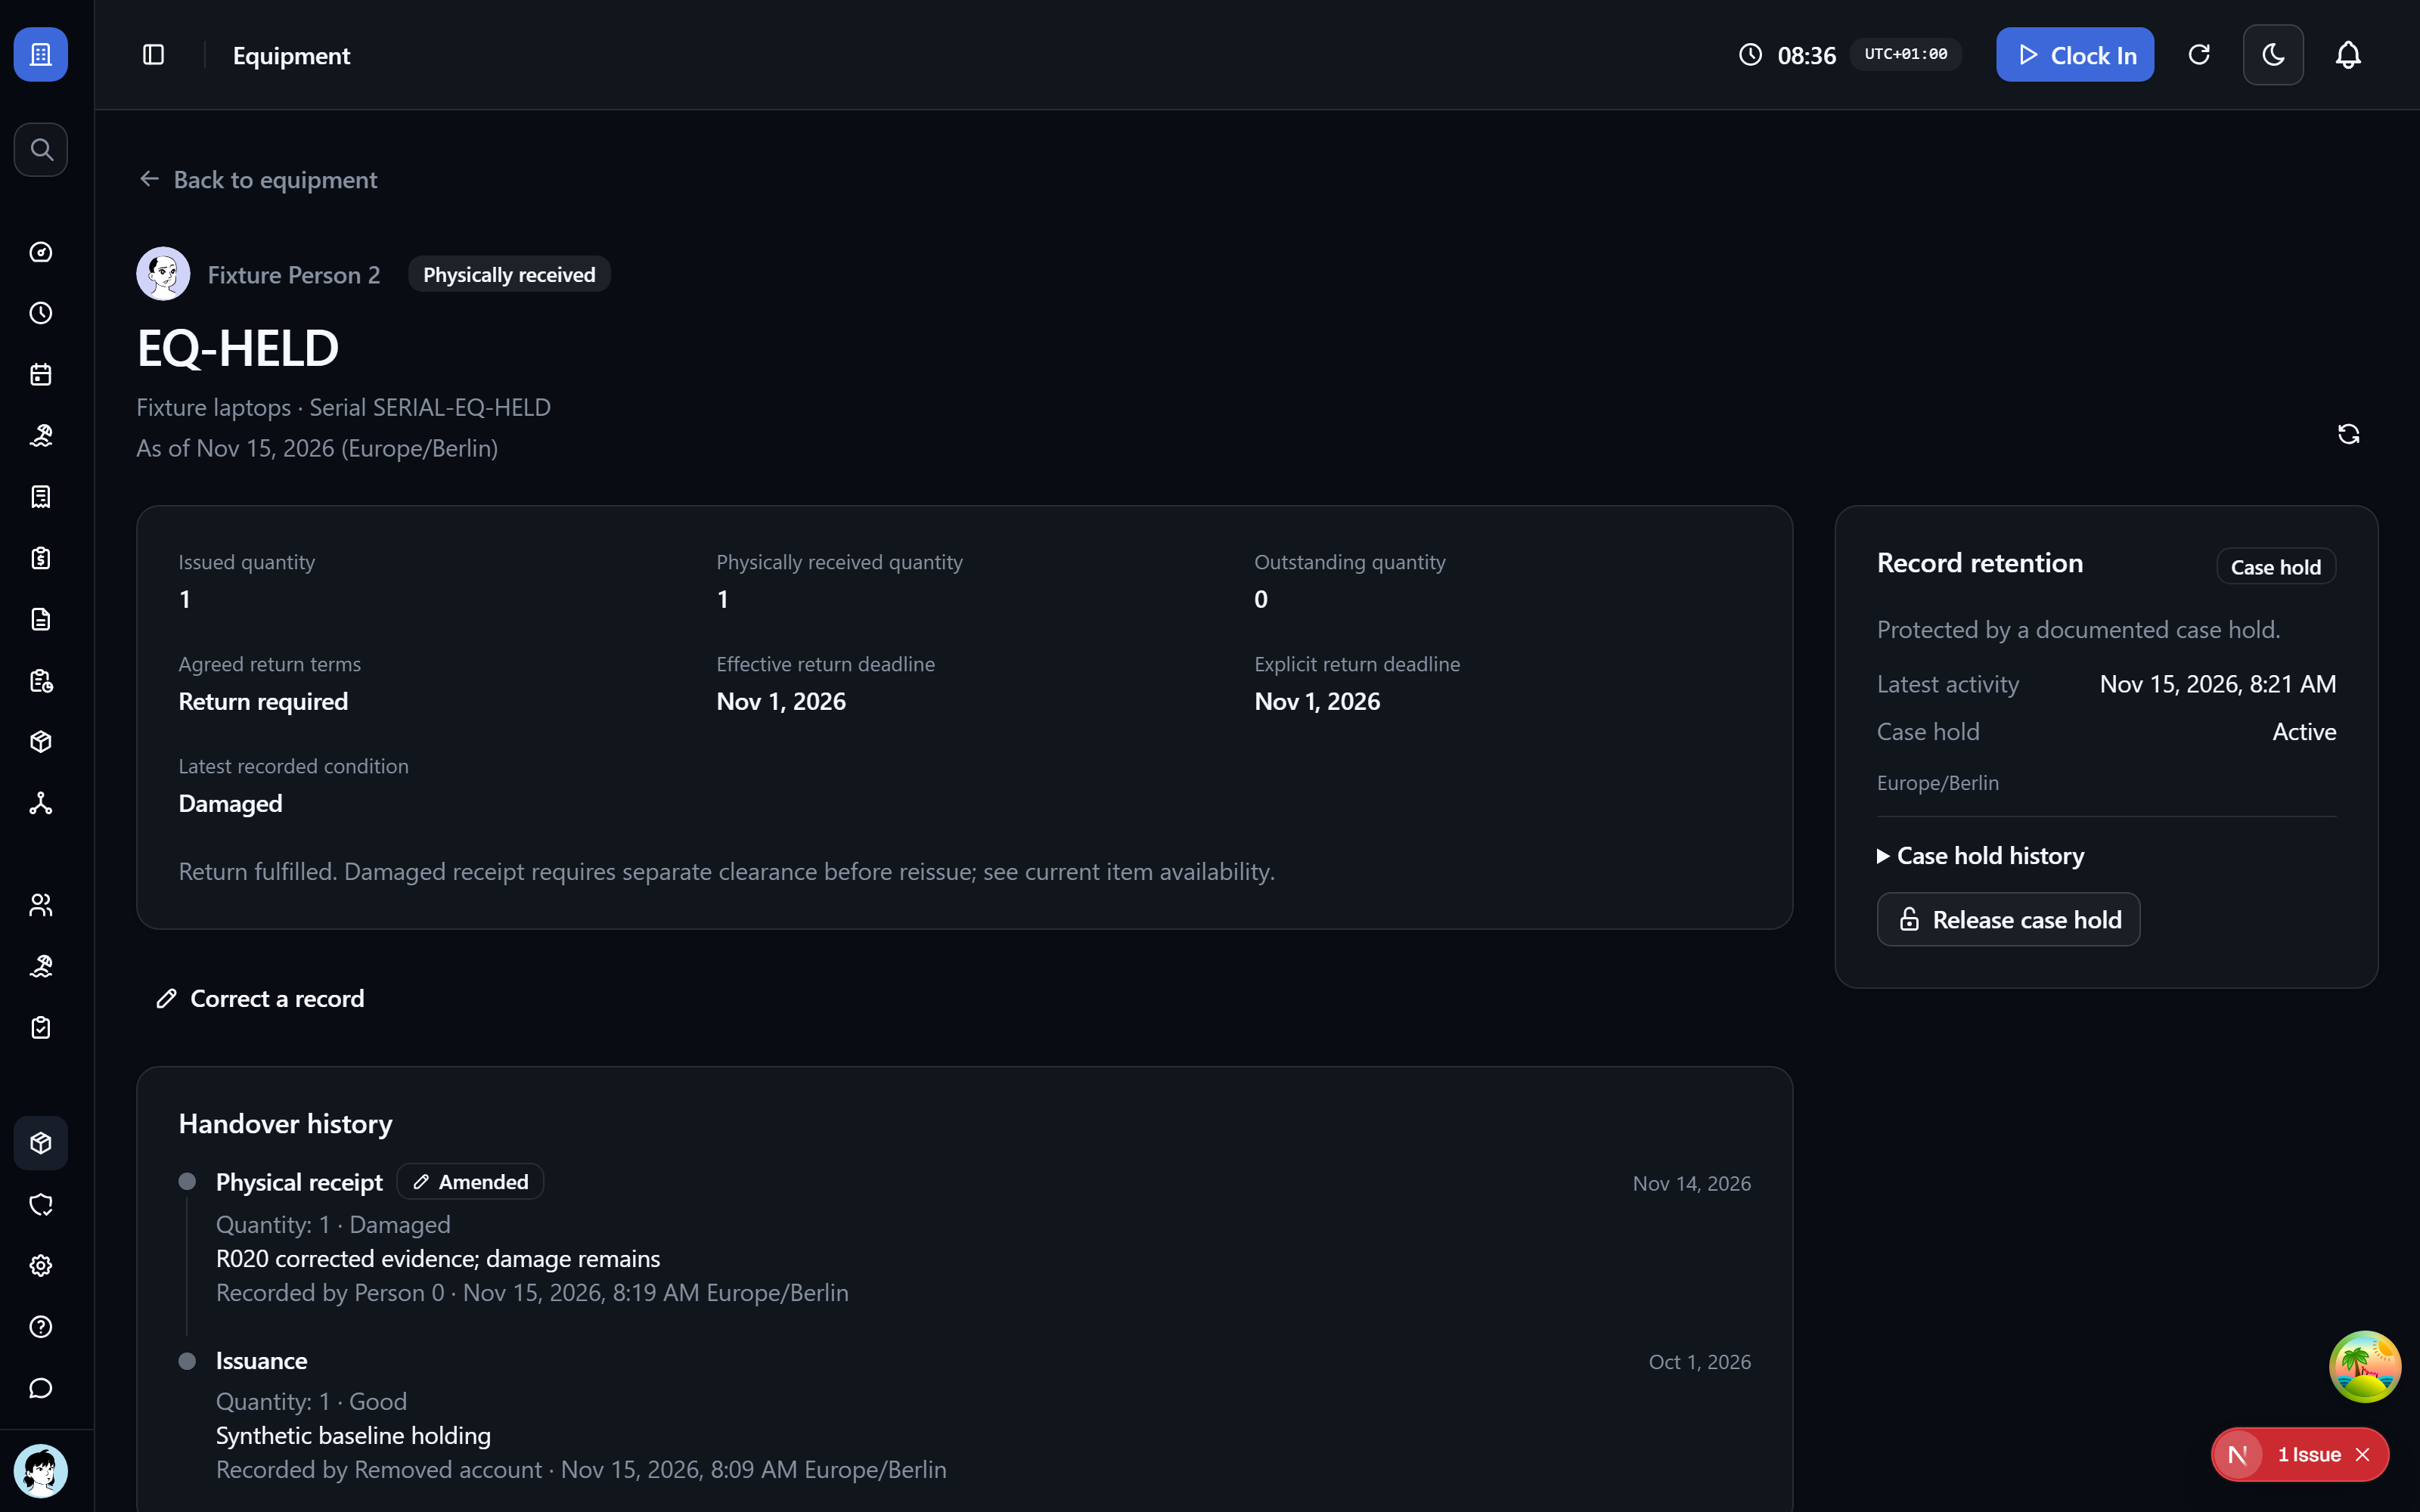 Equipment
08:36
UTC+01:00
Clock In
Back to equipment
Fixture Person 2
Physically received
EQ-HELD
Fixture laptops · Serial SERIAL-EQ-HELD
As of Nov 15, 2026 (Europe/Berlin)
Issued quantity
1
Physically received quantity
1
Outstanding quantity
0
Agreed return terms
Return required
Effective return deadline
Nov 1, 2026
Explicit return deadline
Nov 1, 2026
Latest recorded condition
Damaged
Return fulfilled. Damaged receipt requires separate clearance before reissue; see current item availability.
Record retention
Case hold
Protected by a documented case hold.
Latest activity
Nov 15, 2026, 8:21 AM
Case hold
Active
Europe/Berlin
Case hold history
Release case hold
Correct a record
Handover history
Physical receipt
Amended
Nov 14, 2026
Quantity: 1 · Damaged
R020 corrected evidence; damage remains
Recorded by Person 0 · Nov 15, 2026, 8:19 AM Europe/Berlin
Issuance
Oct 1, 2026
Quantity: 1 · Good
Synthetic baseline holding
Recorded by Removed account · Nov 15, 2026, 8:09 AM Europe/Berlin
N
1 Issue